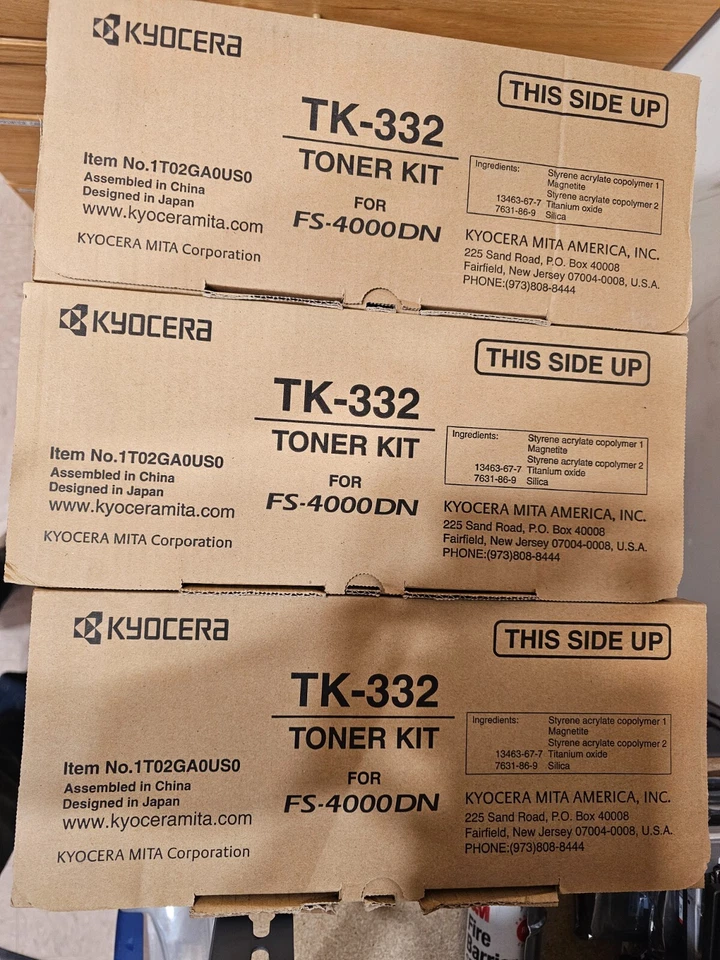 KYOCERA
THIS SIDE UP
TK-332
TONER KIT
FOR
FS-4000DN
Item No.1T02GA0US0
Assembled in China
Designed in Japan
www.kyoceramita.com
KYOCERA MITA Corporation
Ingredients: Styrene acrylate copolymer 1
Magnetite
Styrene acrylate copolymer 2
13463-67-7 Titanium oxide
7631-86-9 Silica
KYOCERA MITA AMERICA, INC.
225 Sand Road, P.O. Box 40008
Fairfield, New Jersey 07004-0008, U.S.A.
PHONE:(973)808-8444
KYOCERA
THIS SIDE UP
TK-332
TONER KIT
FOR
FS-4000DN
Item No.1T02GA0US0
Assembled in China
Designed in Japan
www.kyoceramita.com
KYOCERA MITA Corporation
Ingredients: Styrene acrylate copolymer 1
Magnetite
Styrene acrylate copolymer 2
13463-67-7 Titanium oxide
7631-86-9 Silica
KYOCERA MITA AMERICA, INC.
225 Sand Road, P.O. Box 40008
Fairfield, New Jersey 07004-0008, U.S.A.
PHONE:(973)808-8444
KYOCERA
THIS SIDE UP
TK-332
TONER KIT
FOR
FS-4000DN
Item No.1T02GA0US0
Assembled in China
Designed in Japan
www.kyoceramita.com
KYOCERA MITA Corporation
Ingredients: Styrene acrylate copolymer 1
Magnetite
Styrene acrylate copolymer 2
13463-67-7 Titanium oxide
7631-86-9 Silica
KYOCERA MITA AMERICA, INC.
225 Sand Road, P.O. Box 40008
Fairfield, New Jersey 07004-0008, U.S.A.
PHONE:(973)808-8444
Fire